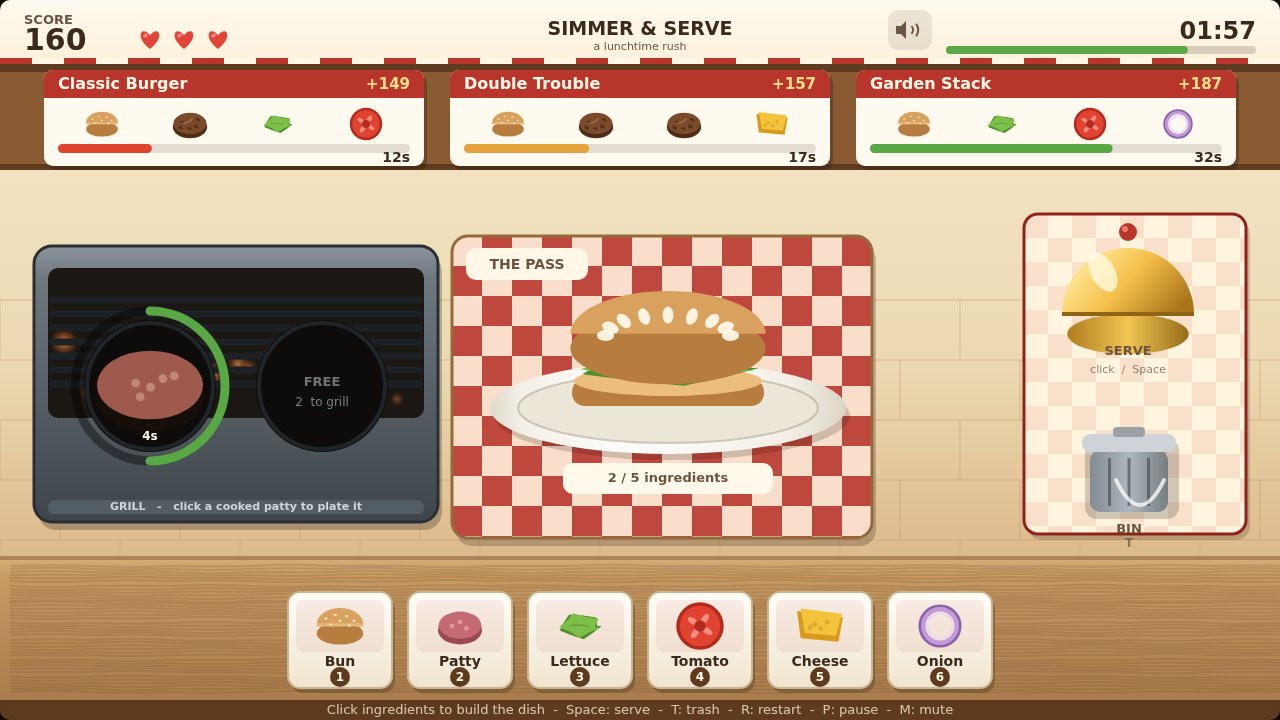 SCORE
160
SIMMER & SERVE
a lunchtime rush
01:57
Classic Burger +149
12s
Double Trouble +157
17s
Garden Stack +187
32s
4s
FREE
2 to grill
GRILL - click a cooked patty to plate it
THE PASS
2 / 5 ingredients
SERVE
click / Space
BIN
T
Bun
1
Patty
2
Lettuce
3
Tomato
4
Cheese
5
Onion
6
Click ingredients to build the dish - Space: serve - T: trash - R: restart - P: pause - M: mute